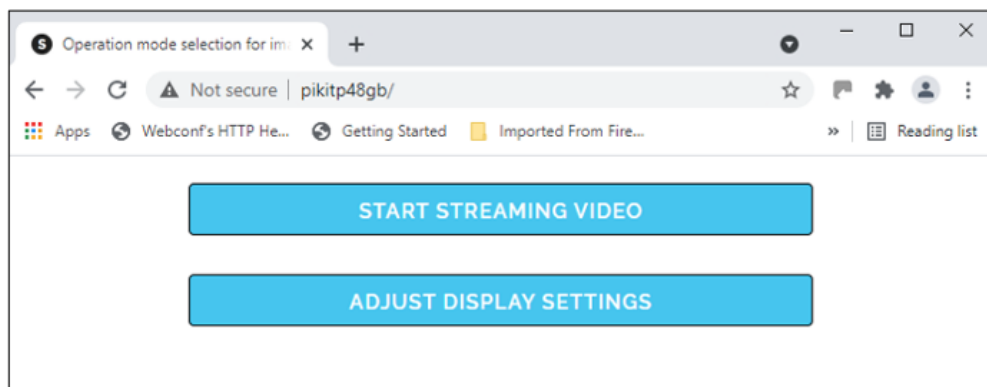 Operation mode selection for im
Not secure | pikitp48gb/
Apps Webconf's HTTP He... Getting Started Imported From Fire... » Reading list
START STREAMING VIDEO
ADJUST DISPLAY SETTINGS